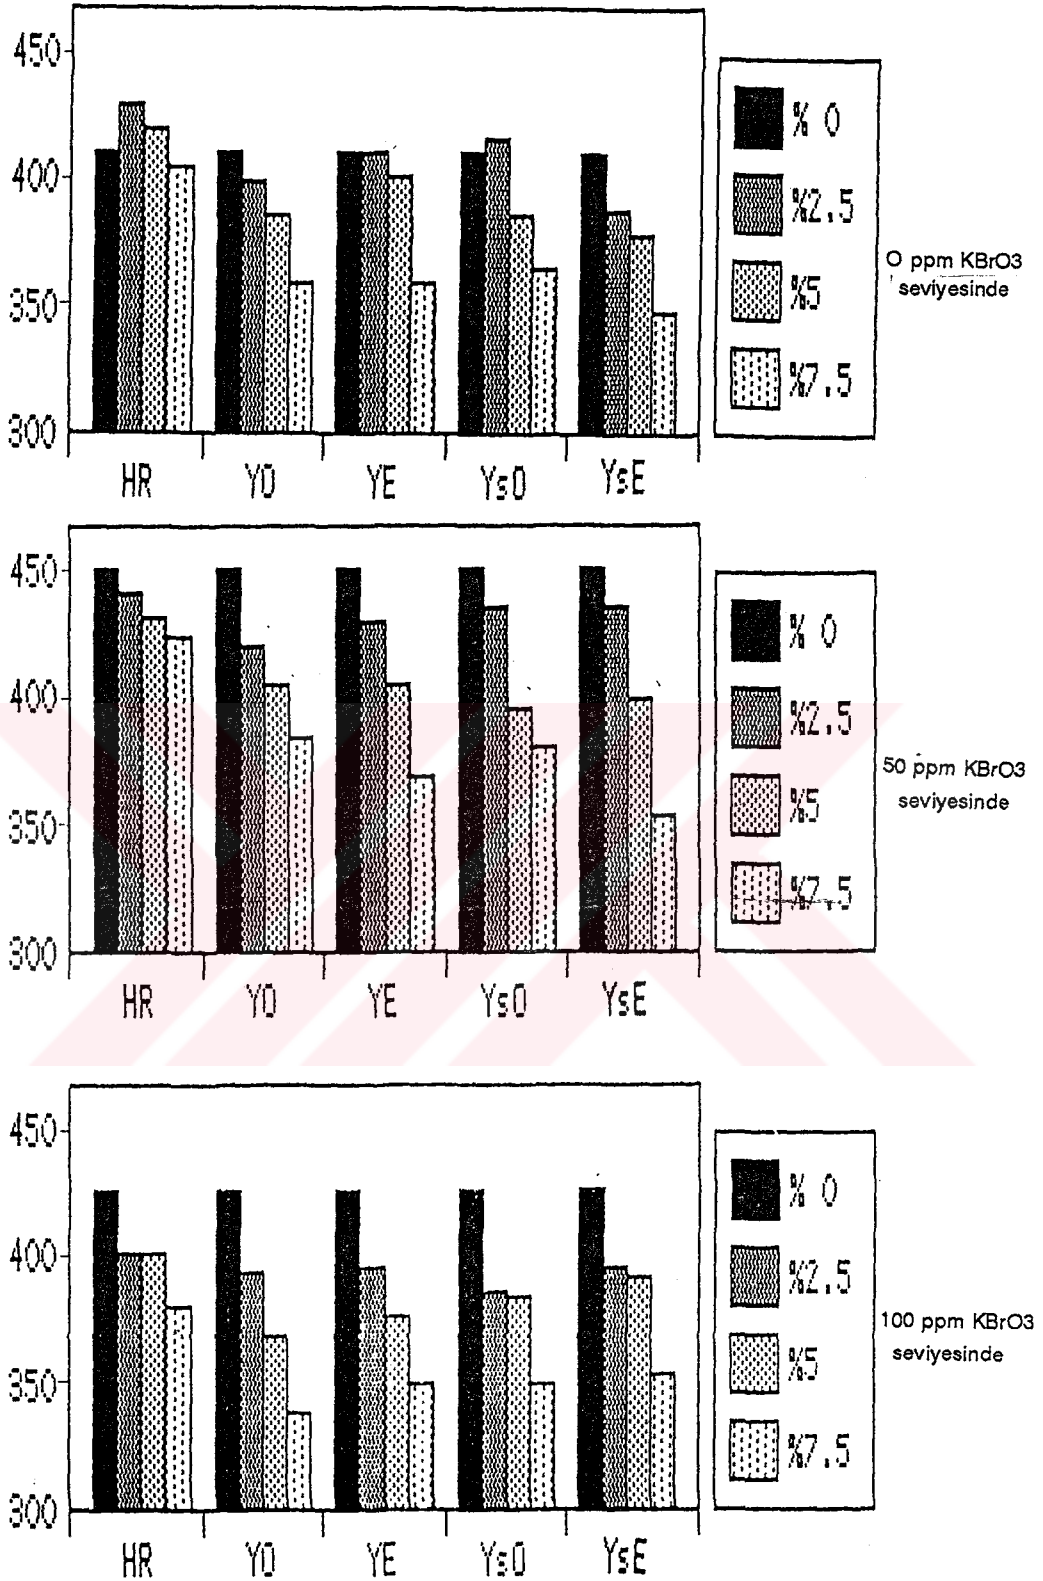 450
400
350
300
HR YO YE YsO YsE
% 0
%2.5
%5
%7.5
O ppm KBrO3
seviyesinde
450
400
350
300
HR YO YE YsO YsE
% 0
%2.5
%5
%7.5
50 ppm KBrO3
seviyesinde
450
400
350
300
HR YO YE YsO YsE
% 0
%2.5
%5
%7.5
100 ppm KBrO3
seviyesinde